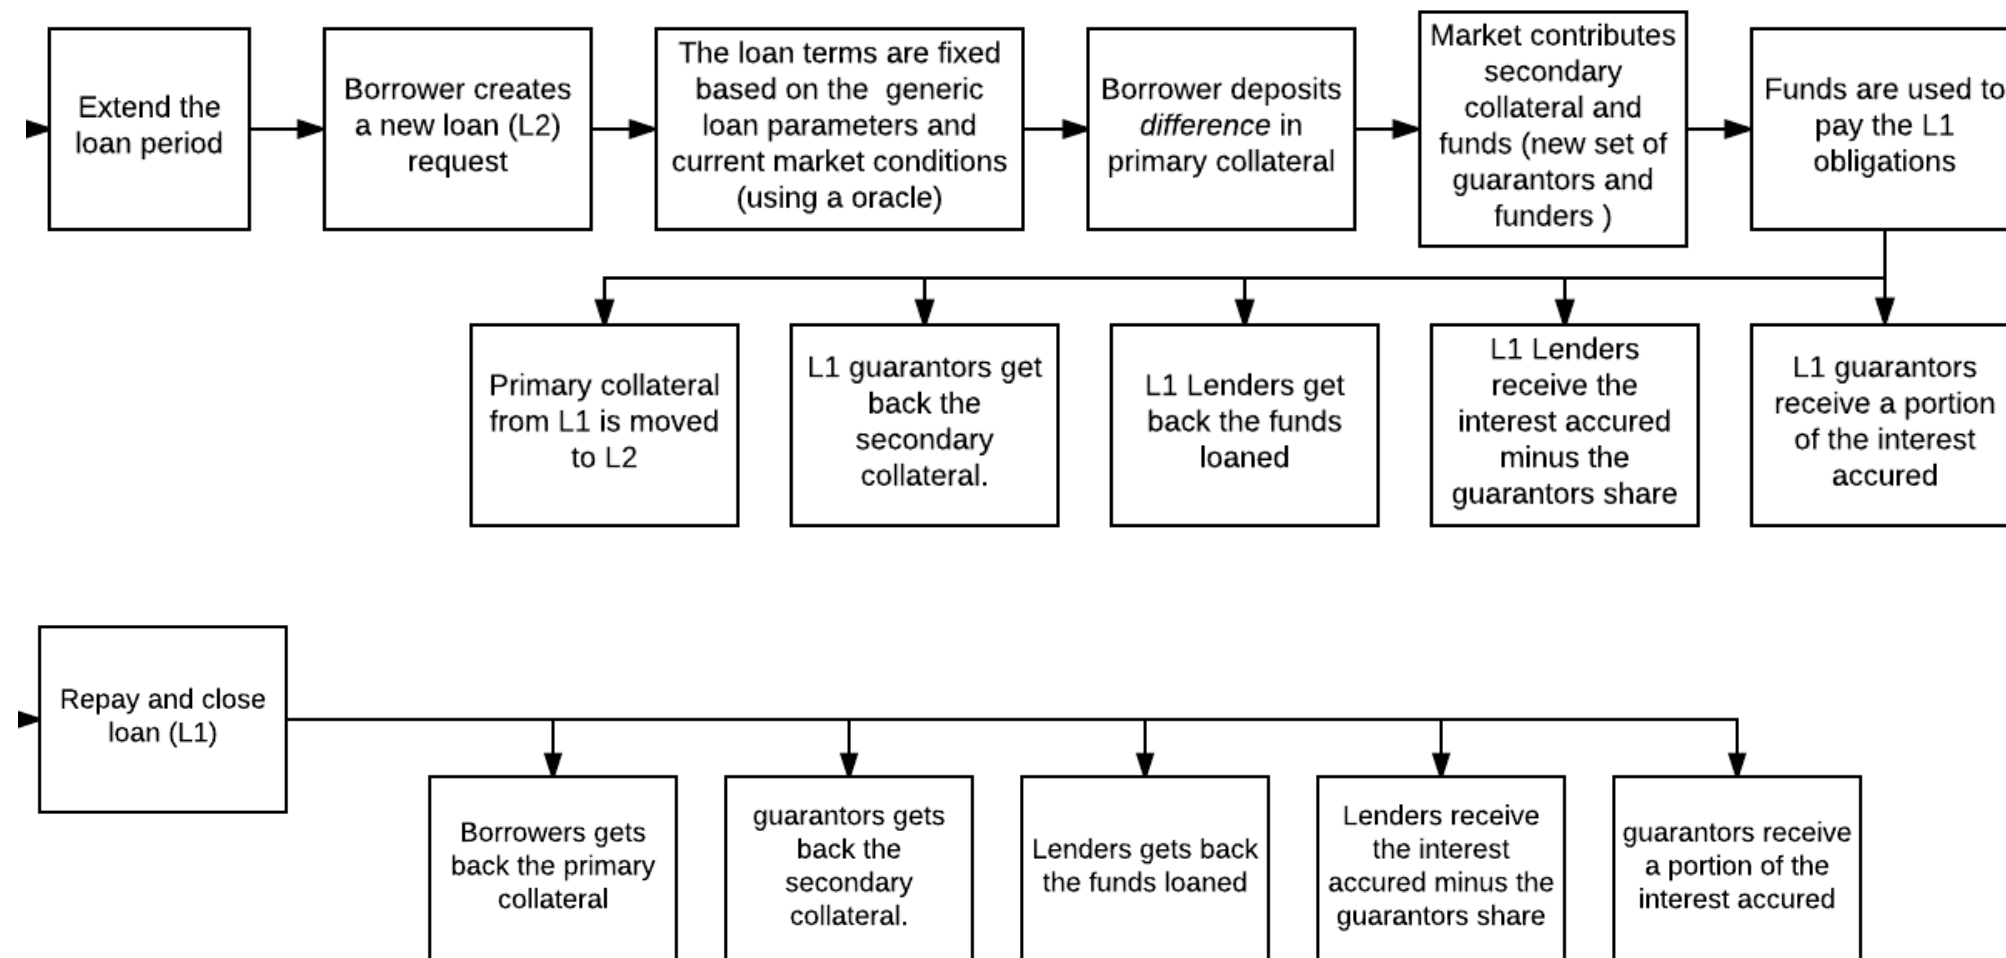 Extend the
loan period
Borrower creates
a new loan (L2)
request
The loan terms are fixed
based on the  generic
loan parameters and
current market conditions
(using a oracle)
Borrower deposits
difference in
primary collateral
Market contributes
secondary
collateral and
funds (new set of
guarantors and
funders )
Funds are used to
pay the L1
obligations
Primary collateral
from L1 is moved
to L2
L1 guarantors get
back the
secondary
collateral.
L1 Lenders get
back the funds
loaned
L1 Lenders
receive the
interest accured
minus the
guarantors share
L1 guarantors
receive a portion
of the interest
accured
Repay and close
loan (L1)
Borrowers gets
back the primary
collateral
guarantors gets
back the
secondary
collateral.
Lenders gets back
the funds loaned
Lenders receive
the interest
accured minus the
guarantors share
guarantors receive
a portion of the
interest accured